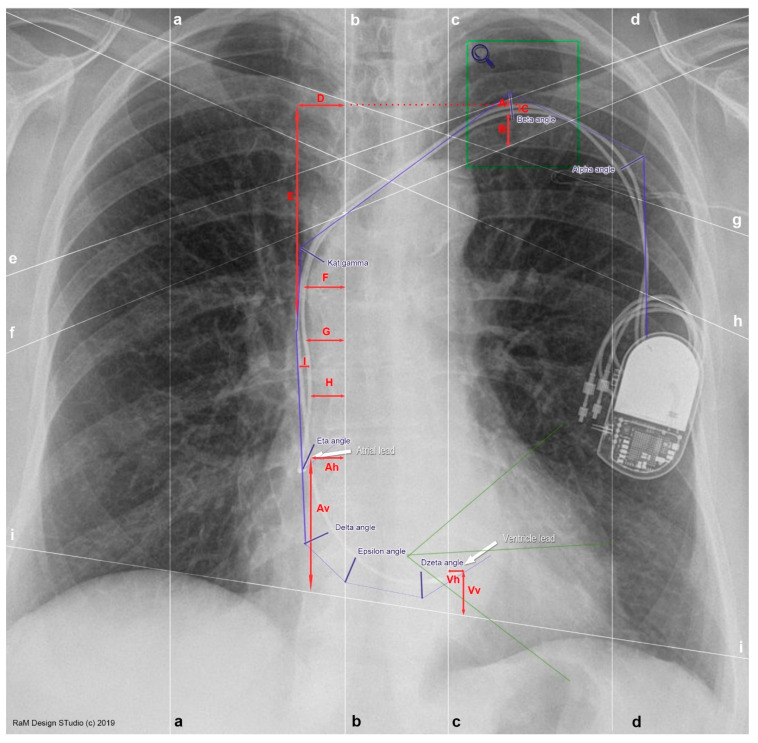 a
b
c
d
D
A
C
B
Beta angle
Alpha angle
E
g
e
Kąt gamma
F
f
h
G
I
H
Eta angle
Atrial lead
Ah
Av
Delta angle
i
Ventricle lead
Epsilon angle
Dzeta angle
Vh
Vv
i
RaM Design STudio (c) 2019
a
b
c
d